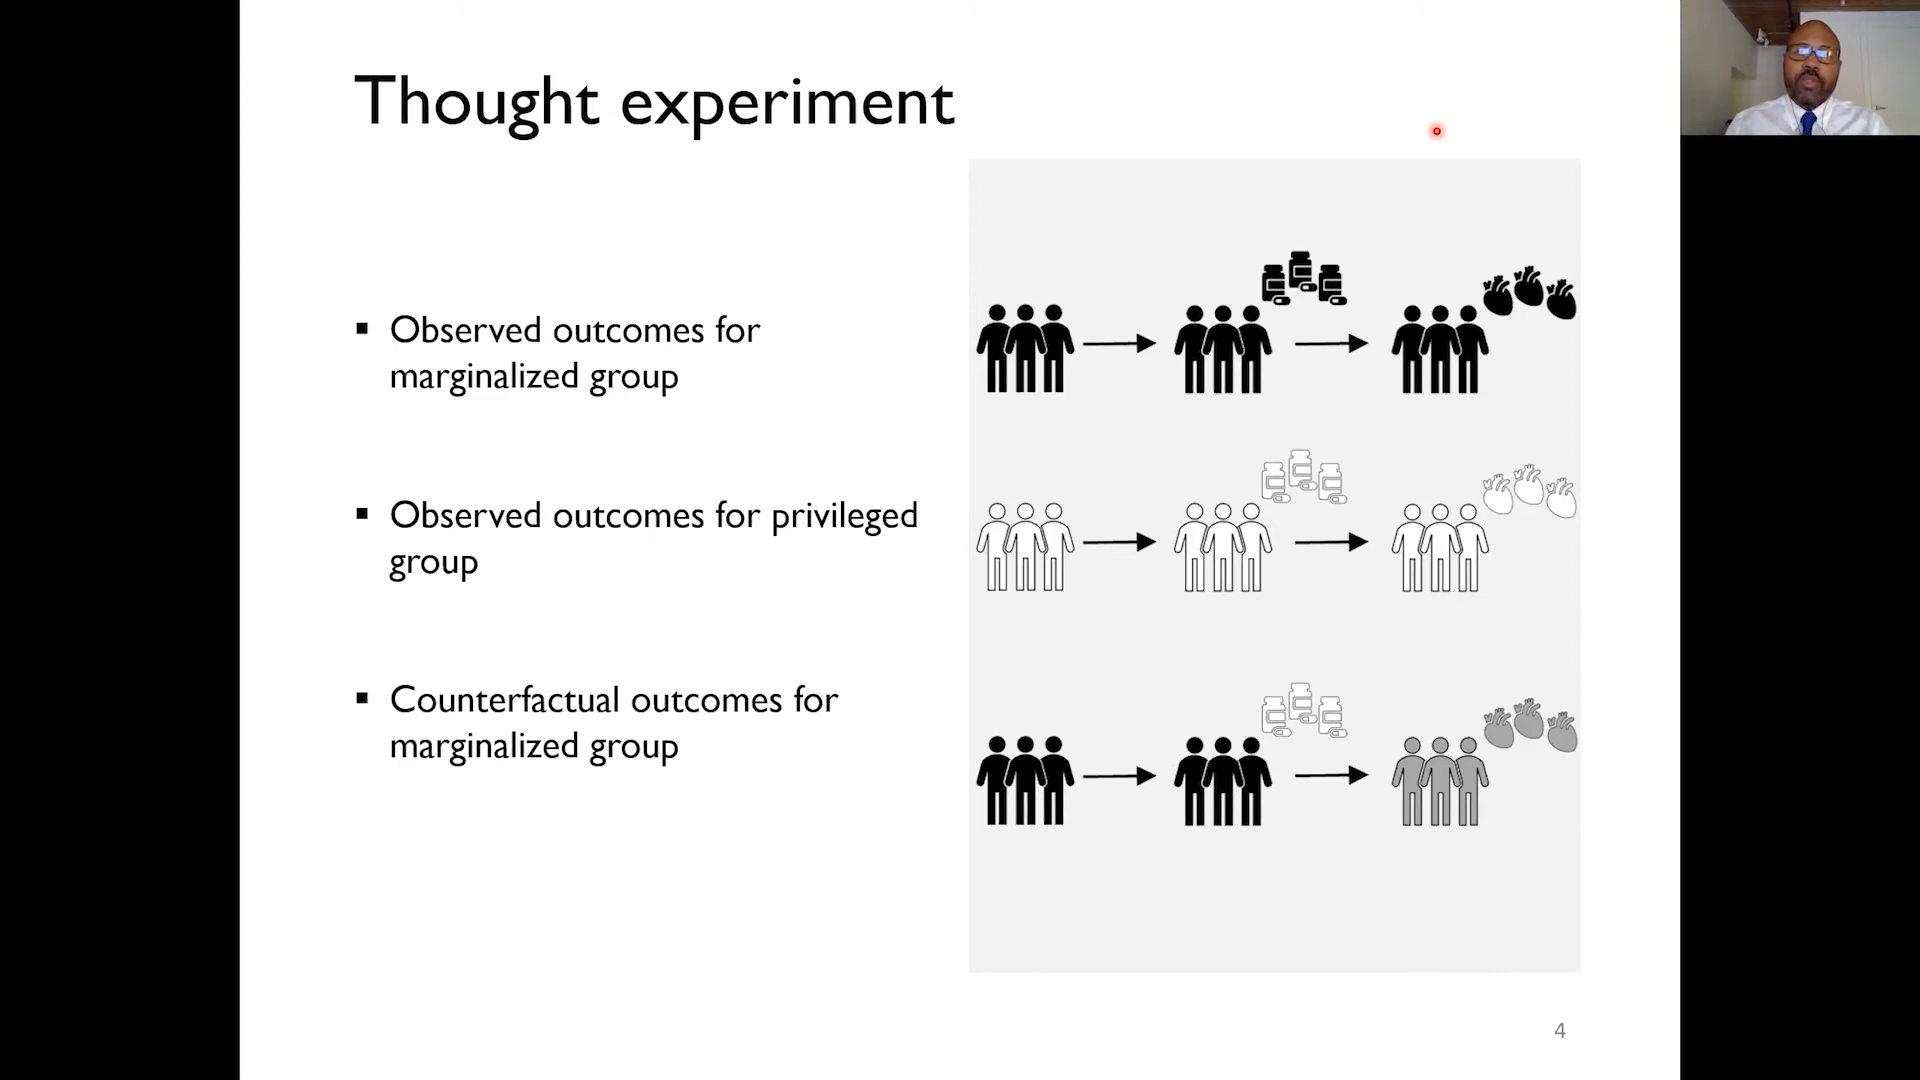 Thought experiment
▪ Observed outcomes for
marginalized group
▪ Observed outcomes for privileged
group
▪ Counterfactual outcomes for
marginalized group
4